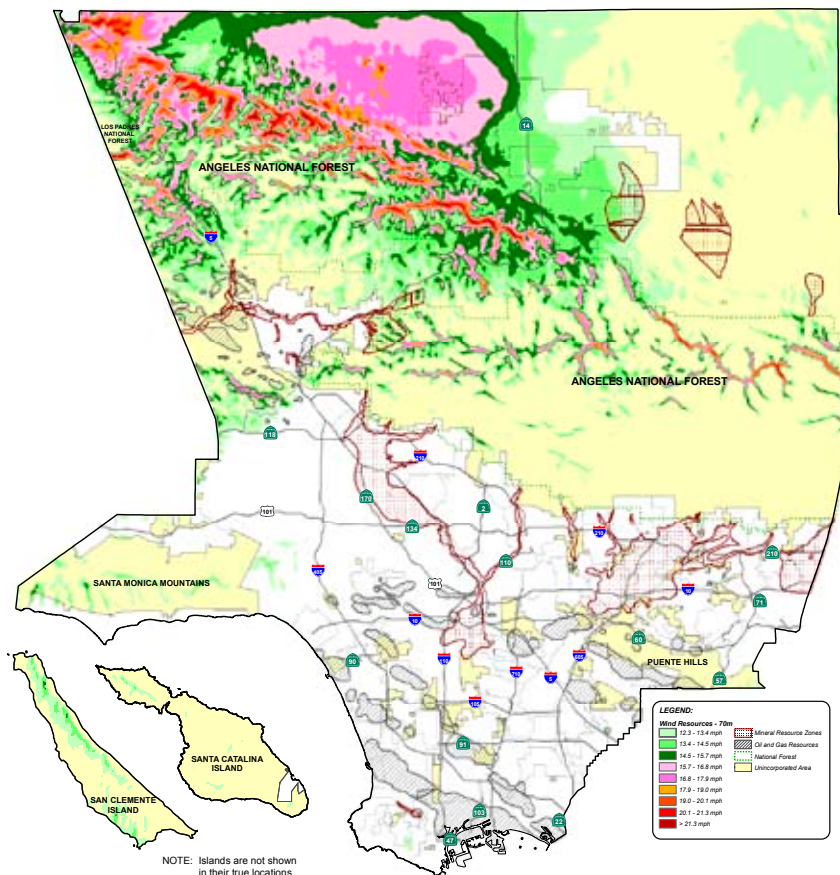 14
LOS PADRES
NATIONAL
FOREST
ANGELES NATIONAL FOREST
5
ANGELES NATIONAL FOREST
118
210
170
101
2
134
210
110
210
405
SANTA MONICA MOUNTAINS
101
10
71
10
60
90
110
605
PUENTE HILLS
710
5
57
105
91
103
22
47
SANTA CATALINA
ISLAND
SAN CLEMENTE
ISLAND
NOTE: Islands are not shown
in their true locations
LEGEND:
Wind Resources - 70m
12.3 - 13.4 mph
13.4 - 14.5 mph
14.5 - 15.7 mph
15.7 - 16.8 mph
16.8 - 17.9 mph
17.9 - 19.0 mph
19.0 - 20.1 mph
20.1 - 21.3 mph
> 21.3 mph
Mineral Resource Zones
Oil and Gas Resources
National Forest
Unincorporated Area